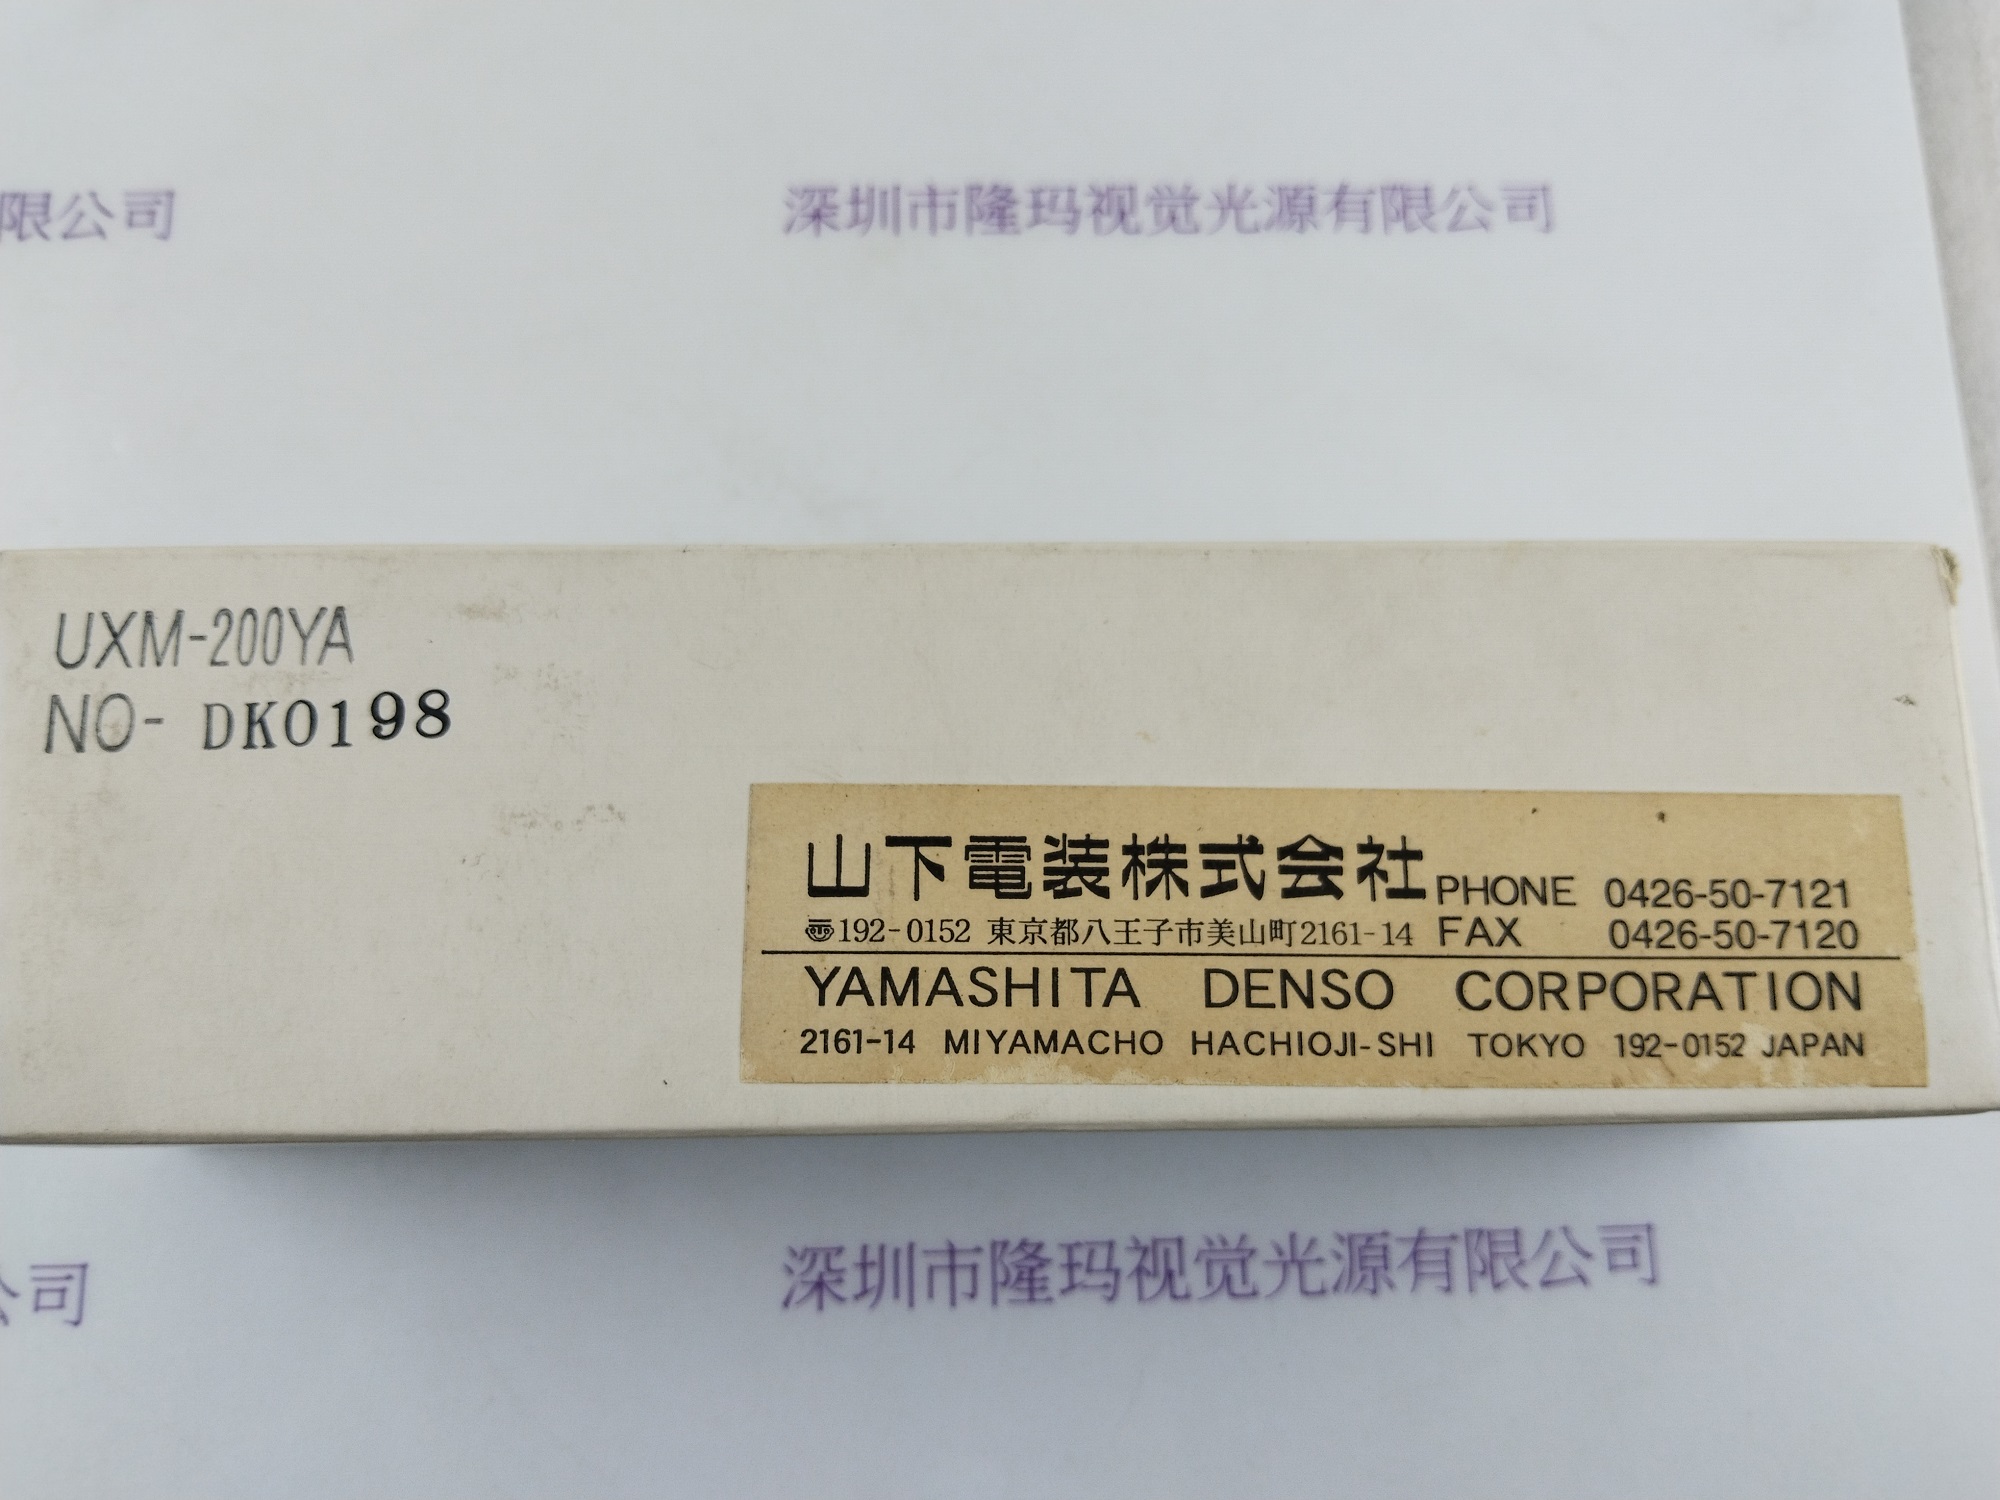 限公司
深圳市隆玛视觉光源有限公司
UXM-200YA
NO- DK0198
山下電装株式会社 PHONE 0426-50-7121
〠192-0152 東京都八王子市美山町2161-14 FAX 0426-50-7120
YAMASHITA DENSO CORPORATION
2161-14 MIYAMACHO HACHIOJI-SHI TOKYO 192-0152 JAPAN
公司
深圳市隆玛视觉光源有限公司